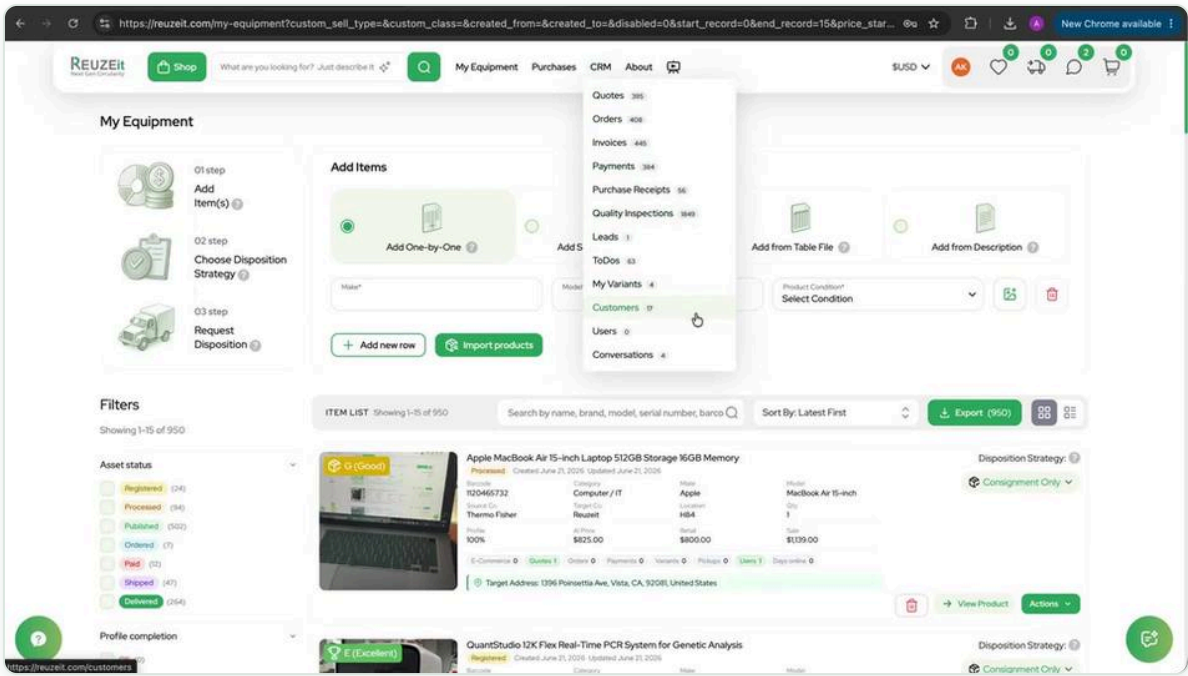 https://reuzeit.com/my-equipment?custom_sell_type=&custom_class=&created_from=&created_to=&disabled=0&start_record=0&end_record=15&price_star...
New Chrome available
REUZEit
Next Gen Circularity
Shop
What are you looking for? Just describe it
My Equipment
Purchases
CRM
About
$USD
AK
0
0
2
0
Quotes 395
Orders 408
Invoices 445
Payments 384
Purchase Receipts 56
Quality Inspections 1849
Leads 1
ToDos 63
My Variants 4
Customers 17
Users 0
Conversations 4
My Equipment
01 step
Add
Item(s)
02 step
Choose Disposition
Strategy
03 step
Request
Disposition
Add Items
Add One-by-One
Add S
Add from Table File
Add from Description
Make*
Model
Product Condition*
Select Condition
+ Add new row
Import products
Filters
Showing 1-15 of 950
ITEM LIST Showing 1-15 of 950
Search by name, brand, model, serial number, barco
Sort By: Latest First
Export (950)
Asset status
Registered (24)
Processed (94)
Published (502)
Ordered (7)
Paid (12)
Shipped (47)
Delivered (264)
Profile completion
G (Good)
Apple MacBook Air 15-inch Laptop 512GB Storage 16GB Memory
Processed Created June 21, 2026 Updated June 21, 2026
Barcode Category Make Model
1120465732 Computer / IT Apple MacBook Air 15-inch
Source Co. Target Co. Location Qty
Thermo Fisher Reuzeit HB4 1
Profile AI Price Retail Sale
100% $825.00 $800.00 $1,139.00
E-Commerce 0 Quotes 1 Orders 0 Payments 0 Variants 0 Pickups 0 Users 1 Days online 0
Target Address: 1396 Poinsettia Ave, Vista, CA, 92081, United States
Disposition Strategy:
Consignment Only
View Product
Actions
E (Excellent)
QuantStudio 12K Flex Real-Time PCR System for Genetic Analysis
Registered Created June 21, 2026 Updated June 21, 2026
Barcode Category Make Model
Disposition Strategy:
Consignment Only
https://reuzeit.com/customers